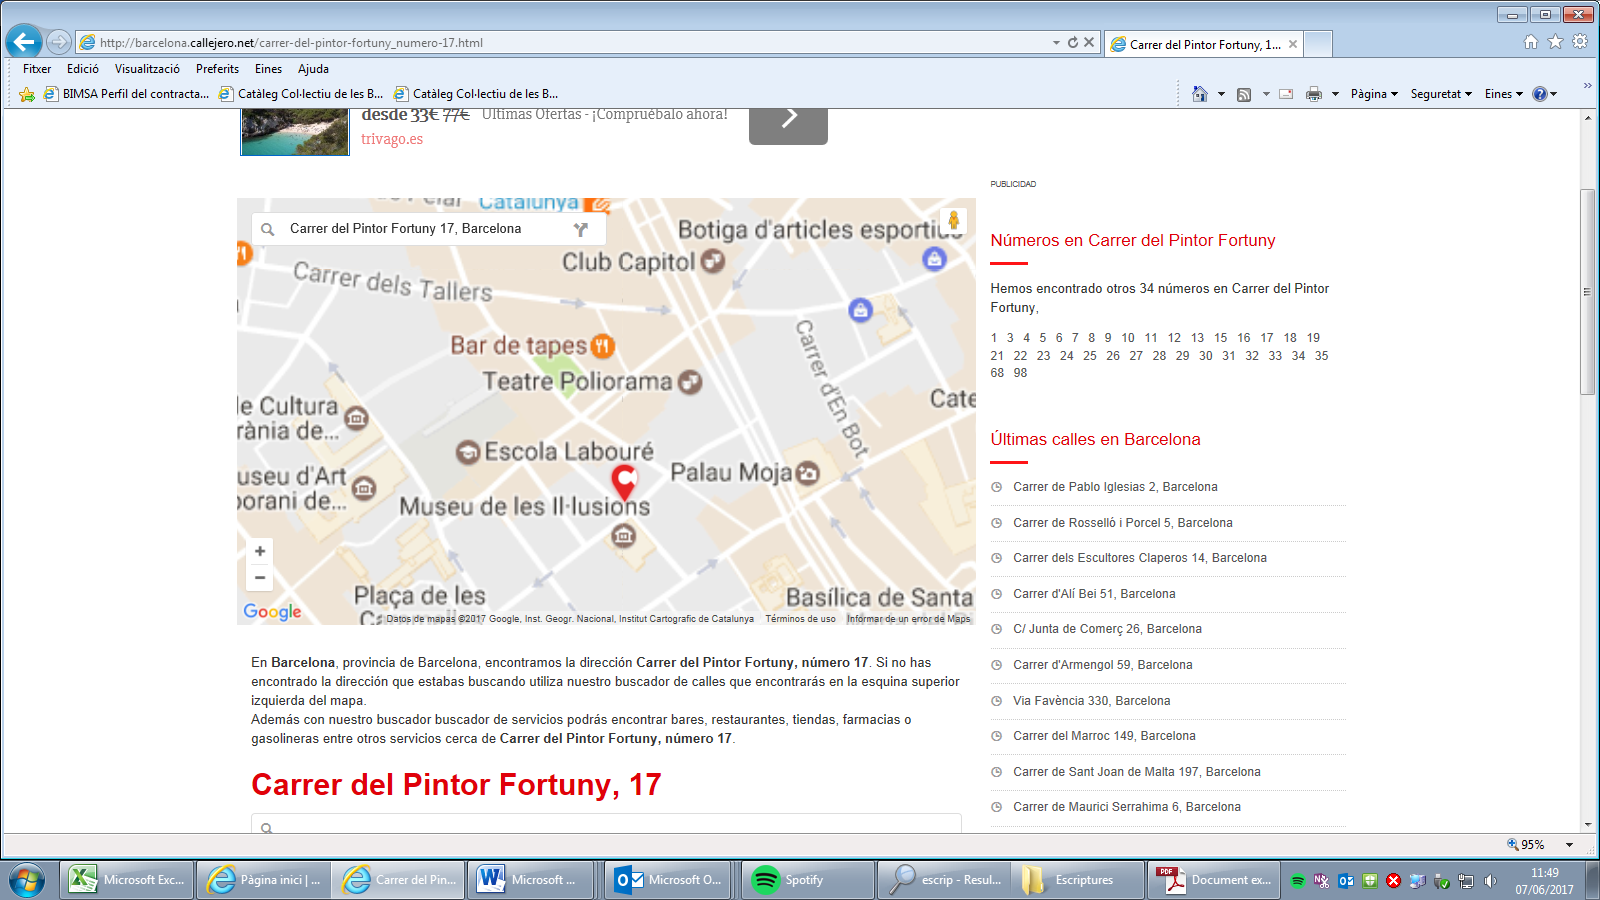 http://barcelona.callejero.net/carrer-del-pintor-fortuny_numero-17.html
Carrer del Pintor Fortuny, 1...
Fitxer Edició Visualització Preferits Eines Ajuda
BIMSA Perfil del contracta... Catàleg Col·lectiu de les B... Catàleg Col·lectiu de les B...
Pàgina Seguretat Eines
desde 33€ 77€ Últimas Ofertas - ¡Compruébalo ahora!
trivago.es
Catalunya
Carrer del Pintor Fortuny 17, Barcelona
Botiga d'articles esportiu
Club Capitol
Carrer dels Tallers
Bar de tapes
Teatre Poliorama
Carrer d'En Bot
le Cultura
rània de...
Cate
Escola Labouré
Palau Moja
useu d'Art
porani de...
Museu de les Il·lusions
Plaça de les
Basílica de Santa
Google
Datos de mapas ©2017 Google, Inst. Geogr. Nacional, Institut Cartografic de Catalunya Términos de uso Informar de un error de Maps
En Barcelona, provincia de Barcelona, encontramos la dirección Carrer del Pintor Fortuny, número 17. Si no has
encontrado la dirección que estabas buscando utiliza nuestro buscador de calles que encontrarás en la esquina superior
izquierda del mapa.
Además con nuestro buscador buscador de servicios podrás encontrar bares, restaurantes, tiendas, farmacias o
gasolineras entre otros servicios cerca de Carrer del Pintor Fortuny, número 17.
Carrer del Pintor Fortuny, 17
PUBLICIDAD
Números en Carrer del Pintor Fortuny
Hemos encontrado otros 34 números en Carrer del Pintor
Fortuny,
1 3 4 5 6 7 8 9 10 11 12 13 15 16 17 18 19
21 22 23 24 25 26 27 28 29 30 31 32 33 34 35
68 98
Últimas calles en Barcelona
Carrer de Pablo Iglesias 2, Barcelona
Carrer de Rosselló i Porcel 5, Barcelona
Carrer dels Escultores Claperos 14, Barcelona
Carrer d'Alí Bei 51, Barcelona
C/ Junta de Comerç 26, Barcelona
Carrer d'Armengol 59, Barcelona
Via Favència 330, Barcelona
Carrer del Marroc 149, Barcelona
Carrer de Sant Joan de Malta 197, Barcelona
Carrer de Maurici Serrahima 6, Barcelona
95%
Microsoft Exc... Pàgina inici | ... Carrer del Pin... Microsoft ... Microsoft O... Spotify escrip - Resul... Escriptures Document ex...
11:49
07/06/2017